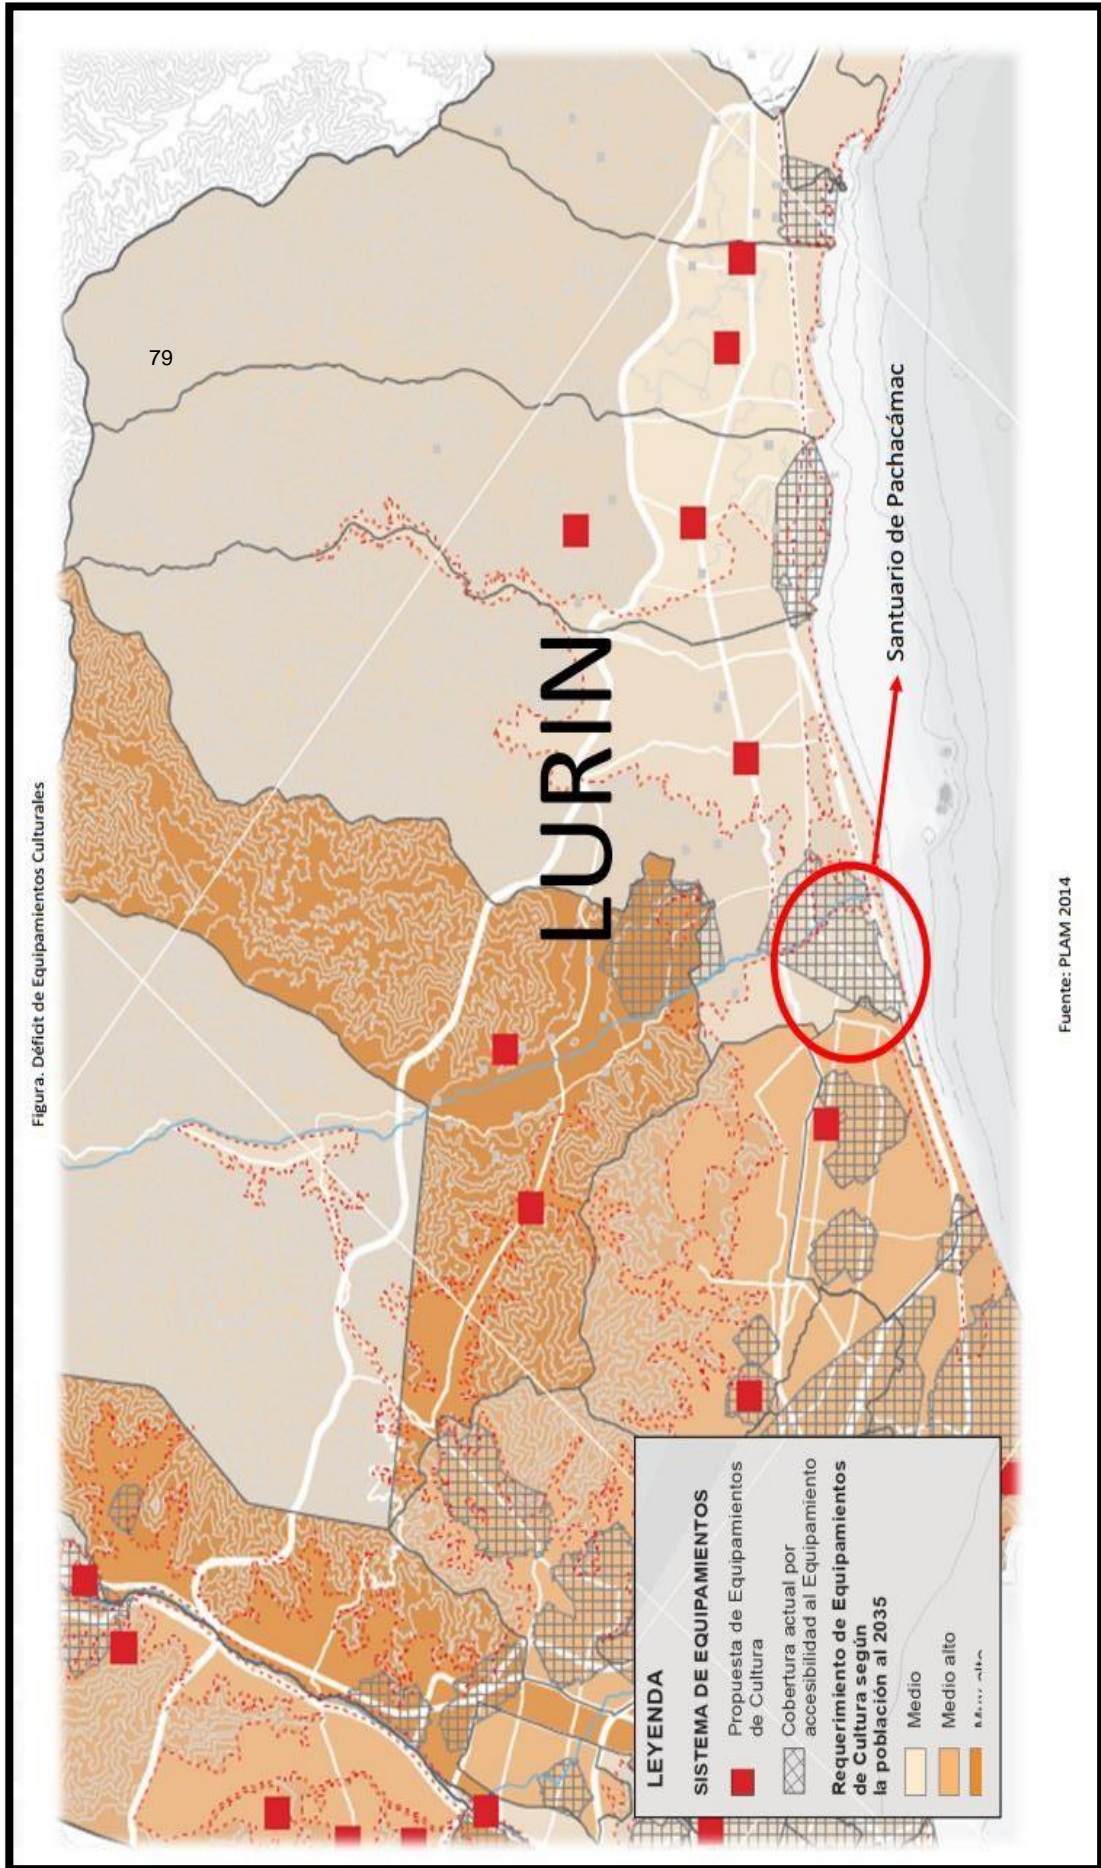 79
Figura. Déficit de Equipamientos Culturales
LURIN
Santuario de Pachacámac
LEYENDA
SISTEMA DE EQUIPAMIENTOS
Propuesta de Equipamientos
de Cultura
Cobertura actual por
accesibilidad al Equipamiento
Requerimiento de Equipamientos
de Cultura según
la población al 2035
Medio
Medio alto
Fuente: PLAM 2014